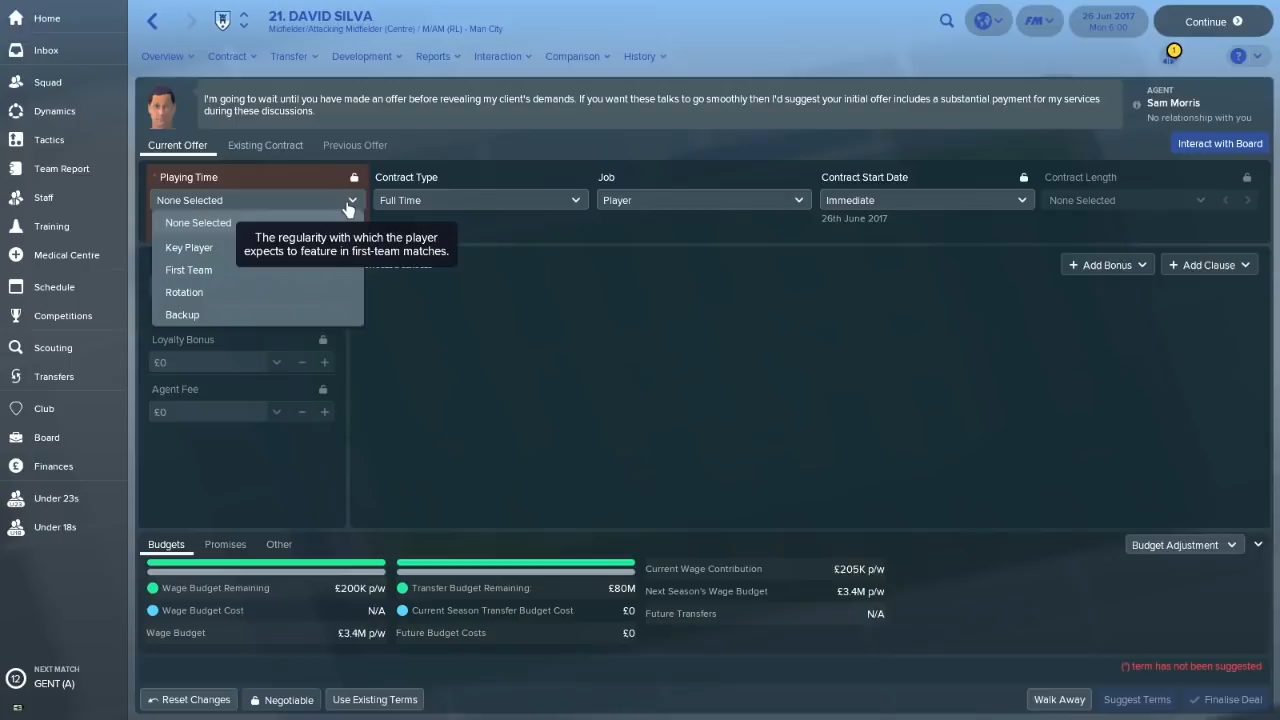 Home
Inbox
Squad
Dynamics
Tactics
Team Report
Staff
Training
Medical Centre
Schedule
Competitions
Scouting
Transfers
Club
Board
Finances
U23
Under 23s
U18
Under 18s
12
NEXT MATCH
GENT (A)
21. DAVID SILVA
Midfielder/Attacking Midfielder (Centre) / M/AM (RL) - Man City
FM
26 Jun 2017
Mon 6:00
Continue
Overview
Contract
Transfer
Development
Reports
Interaction
Comparison
History
1
?
I'm going to wait until you have made an offer before revealing my client's demands. If you want these talks to go smoothly then I'd suggest your initial offer includes a substantial payment for my services
during these discussions.
AGENT
Sam Morris
No relationship with you
Current Offer
Existing Contract
Previous Offer
Interact with Board
* Playing Time
Contract Type
Job
Contract Start Date
Contract Length
None Selected
Full Time
Player
Immediate
None Selected
26th June 2017
None Selected
Key Player
First Team
Rotation
Backup
The regularity with which the player
expects to feature in first-team matches.
+ Add Bonus
+ Add Clause
Loyalty Bonus
£0
Agent Fee
£0
Budgets
Promises
Other
Budget Adjustment
Wage Budget Remaining
£200K p/w
Wage Budget Cost
N/A
Wage Budget
£3.4M p/w
Transfer Budget Remaining:
£80M
Current Season Transfer Budget Cost
£0
Future Budget Costs
£0
Current Wage Contribution
£205K p/w
Next Season's Wage Budget
£3.4M p/w
Future Transfers
N/A
(*) term has not been suggested
Reset Changes
Negotiable
Use Existing Terms
Walk Away
Suggest Terms
Finalise Deal